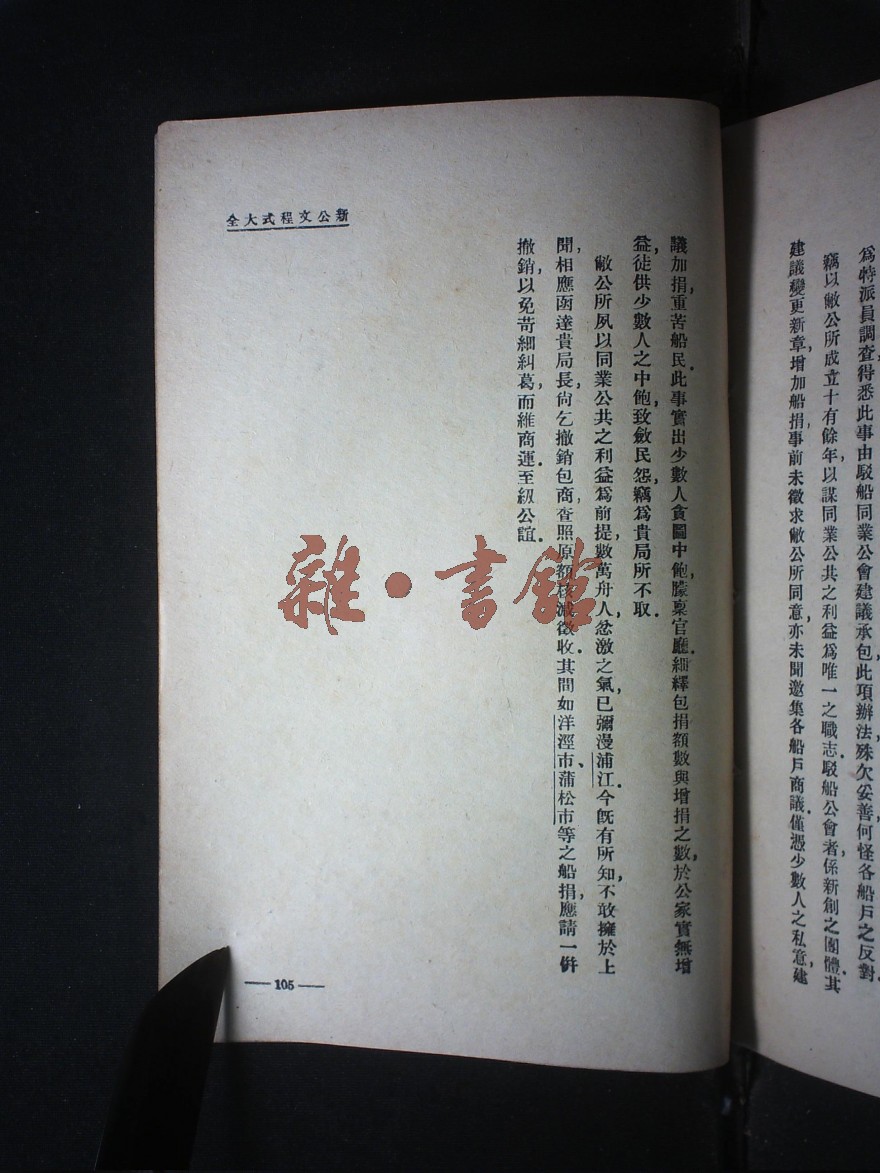 爲特派員調查,得悉此事由駁船同業公會建議承包,此項辦法,殊欠妥善,何怪各船戶之反對.
竊以敝公所成立十有餘年,以謀同業公共之利益爲唯一之職志.駁船公會者,係新創之團體.其
建議變更新章,增加船捐,事前未徵求敝公所同意,亦未聞邀集各船戶商議,僅憑少數人之私意,建
議加捐,重苦船民.此事實出少數人貪圖中飽,朦稟官廳.細繹包捐額數與增捐之數,於公家實無增
益,徒供少數人之中飽,致斂民怨,竊爲貴局所不取.
敝公所夙以同業公共之利益爲前提,數萬舟人,忿激之氣,已彌漫浦江.今旣有所知,不敢擁於上
聞,相應函達貴局長,尙乞撤銷包商,查照原額核減徵收.其間如洋涇市、蒲松市等之船捐,應請一倂
撤銷,以免苛細糾葛,而維商運.至紉公誼.
新公文程式大全
— 105 —
雜·書館